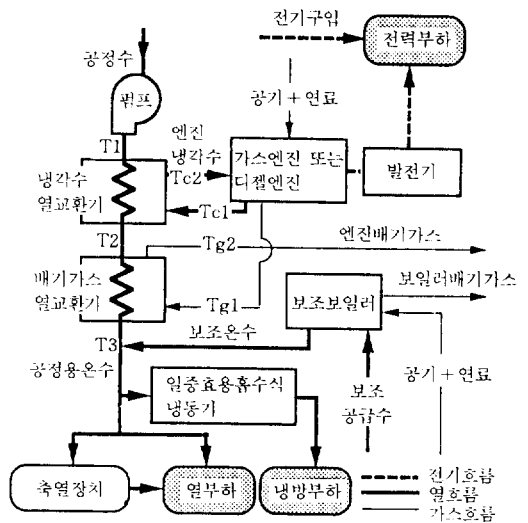 전기구입
전력부하
공정수
펌프
공기+연료
T1
엔진
냉각수
Tc2
가스엔진 또는
디젤엔진
발전기
냉각수
열교환기
Tc1
T2
Tg2
엔진배기가스
배기가스
열교환기
Tg1
보조보일러
보일러배기가스
T3
보조온수
공정용온수
일중효용흡수식
냉동기
보조
공급수
공기+연료
축열장치
열부하
냉방부하
전기흐름
열흐름
가스흐름